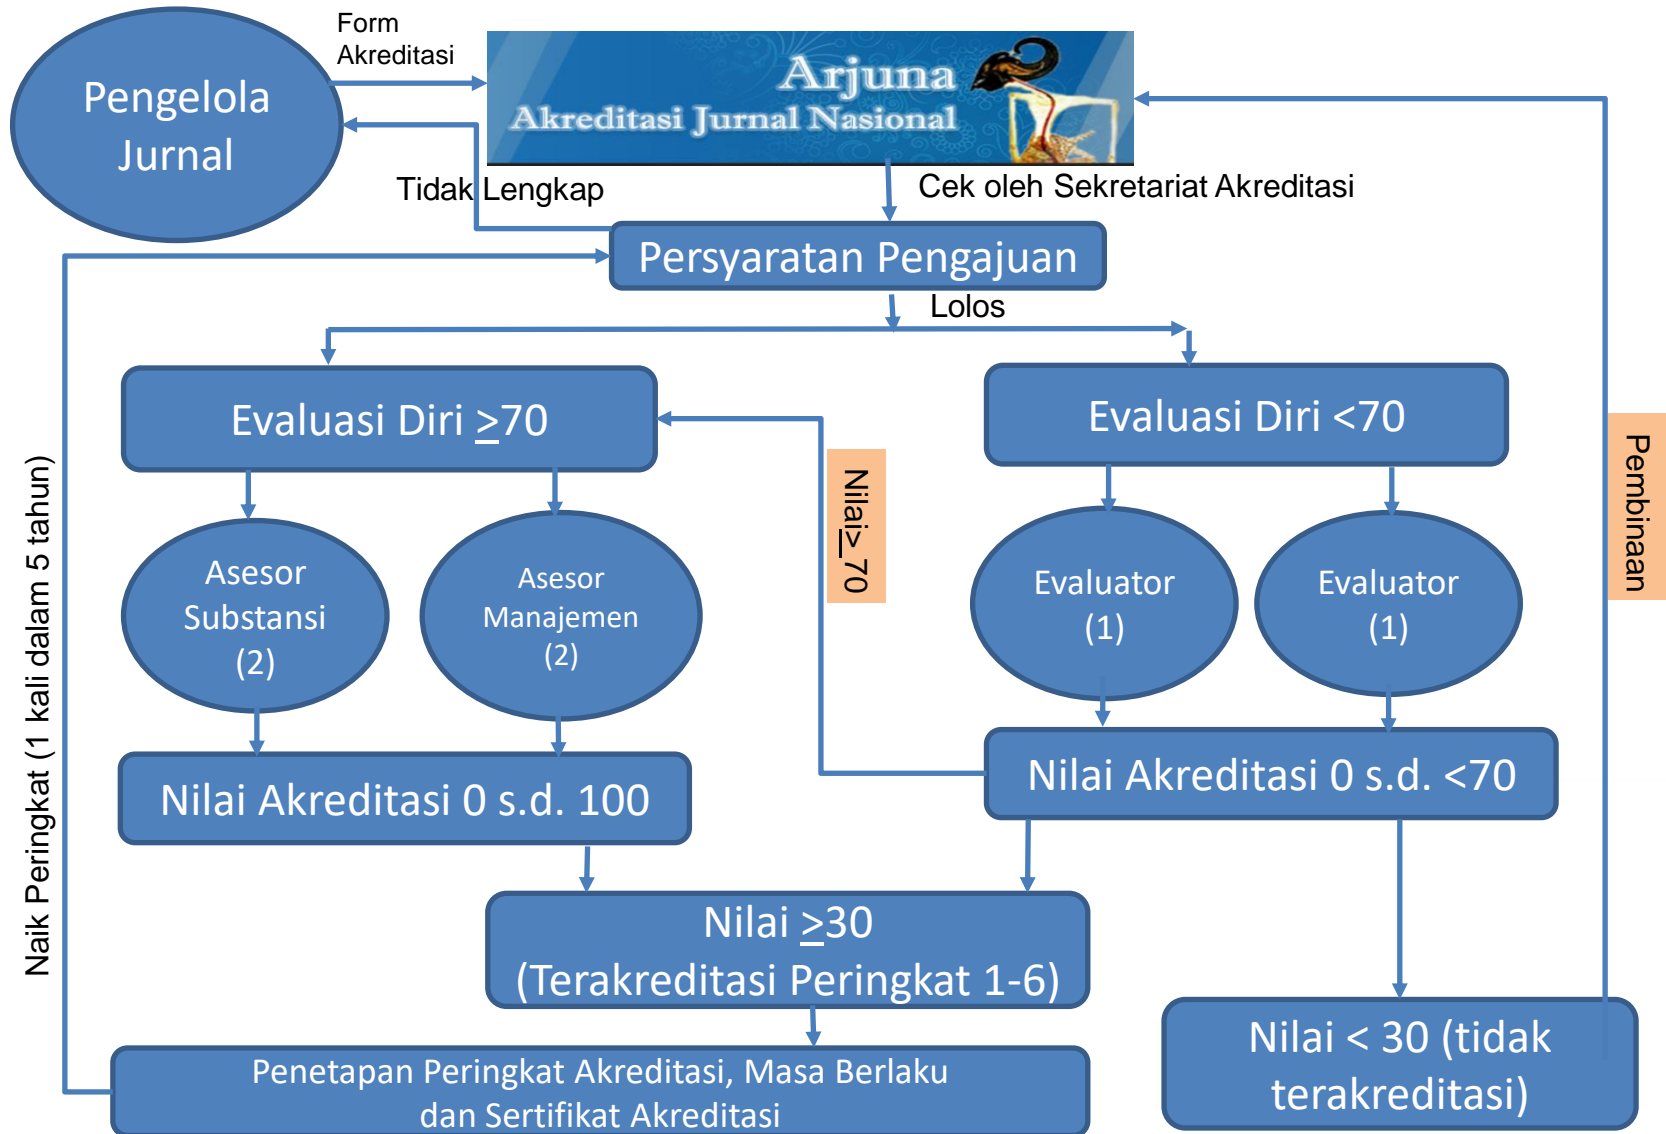 Form
Akreditasi
Pengelola
Jurnal
Arjuna
Akreditasi Jurnal Nasional
Tidak Lengkap
Cek oleh Sekretariat Akreditasi
Persyaratan Pengajuan
Lolos
Evaluasi Diri ≥70
Evaluasi Diri <70
Naik Peringkat (1 kali dalam 5 tahun)
Nilai≥ 70
Pembinaan
Asesor
Substansi
(2)
Asesor
Manajemen
(2)
Evaluator
(1)
Evaluator
(1)
Nilai Akreditasi 0 s.d. 100
Nilai Akreditasi 0 s.d. <70
Nilai ≥30
(Terakreditasi Peringkat 1-6)
Nilai < 30 (tidak
terakreditasi)
Penetapan Peringkat Akreditasi, Masa Berlaku
dan Sertifikat Akreditasi